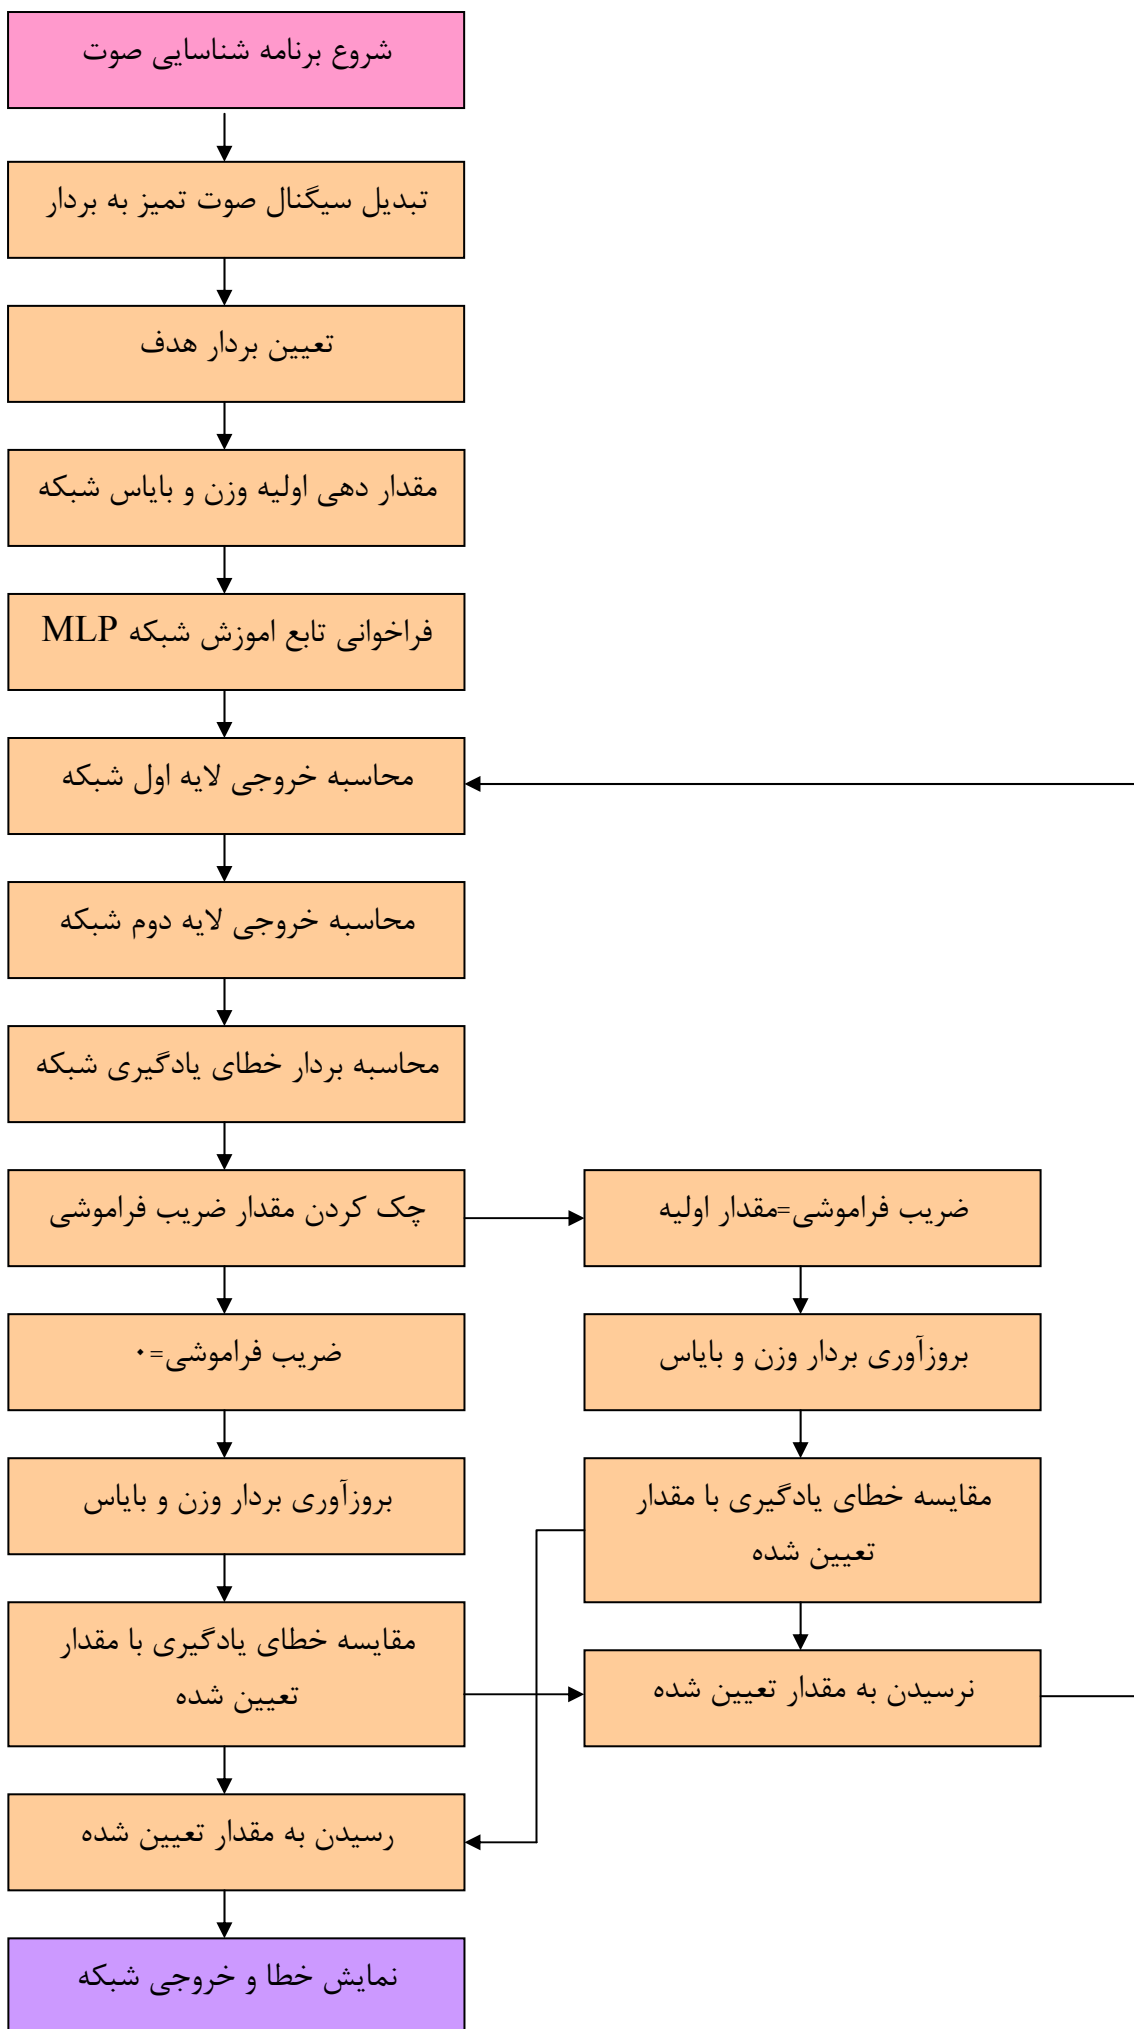 شروع برنامه شناسایی صوت
تبدیل سیگنال صوت تمیز به بردار
تعیین بردار هدف
مقدار دهی اولیه وزن و بایاس شبکه
فراخوانی تابع اموزش شبکه MLP
محاسبه خروجی لایه اول شبکه
محاسبه خروجی لایه دوم شبکه
محاسبه بردار خطای یادگیری شبکه
چک کردن مقدار ضریب فراموشی
ضریب فراموشی=مقدار اولیه
ضریب فراموشی=۰
بروزآوری بردار وزن و بایاس
بروزآوری بردار وزن و بایاس
مقایسه خطای یادگیری با مقدار
تعیین شده
مقایسه خطای یادگیری با مقدار
تعیین شده
نرسیدن به مقدار تعیین شده
رسیدن به مقدار تعیین شده
نمایش خطا و خروجی شبکه